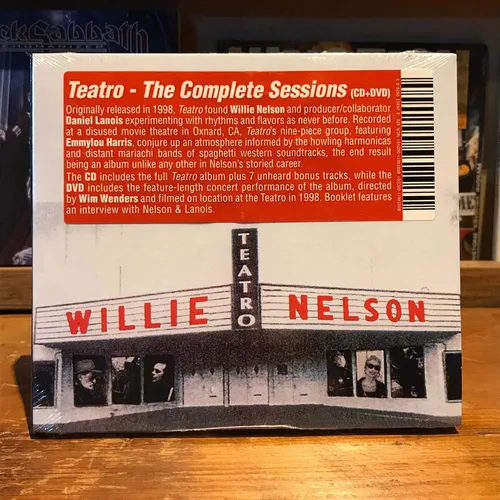 Black Sabbath
Teatro - The Complete Sessions (CD+DVD)
Originally released in 1998, Teatro found Willie Nelson and producer/collaborator
Daniel Lanois experimenting with rhythms and flavors as never before. Recorded
at a disused movie theatre in Oxnard, CA, Teatro's nine-piece group, featuring
Emmylou Harris, conjure up an atmosphere informed by the howling harmonicas
and distant mariachi bands of spaghetti western soundtracks, the end result
being an album unlike any other in Nelson's storied career.
The CD includes the full Teatro album plus 7 unheard bonus tracks, while the
DVD includes the feature-length concert performance of the album, directed
by Wim Wenders and filmed on location at the Teatro in 1998. Booklet features
an interview with Nelson & Lanois.
TEATRO
WILLIE NELSON